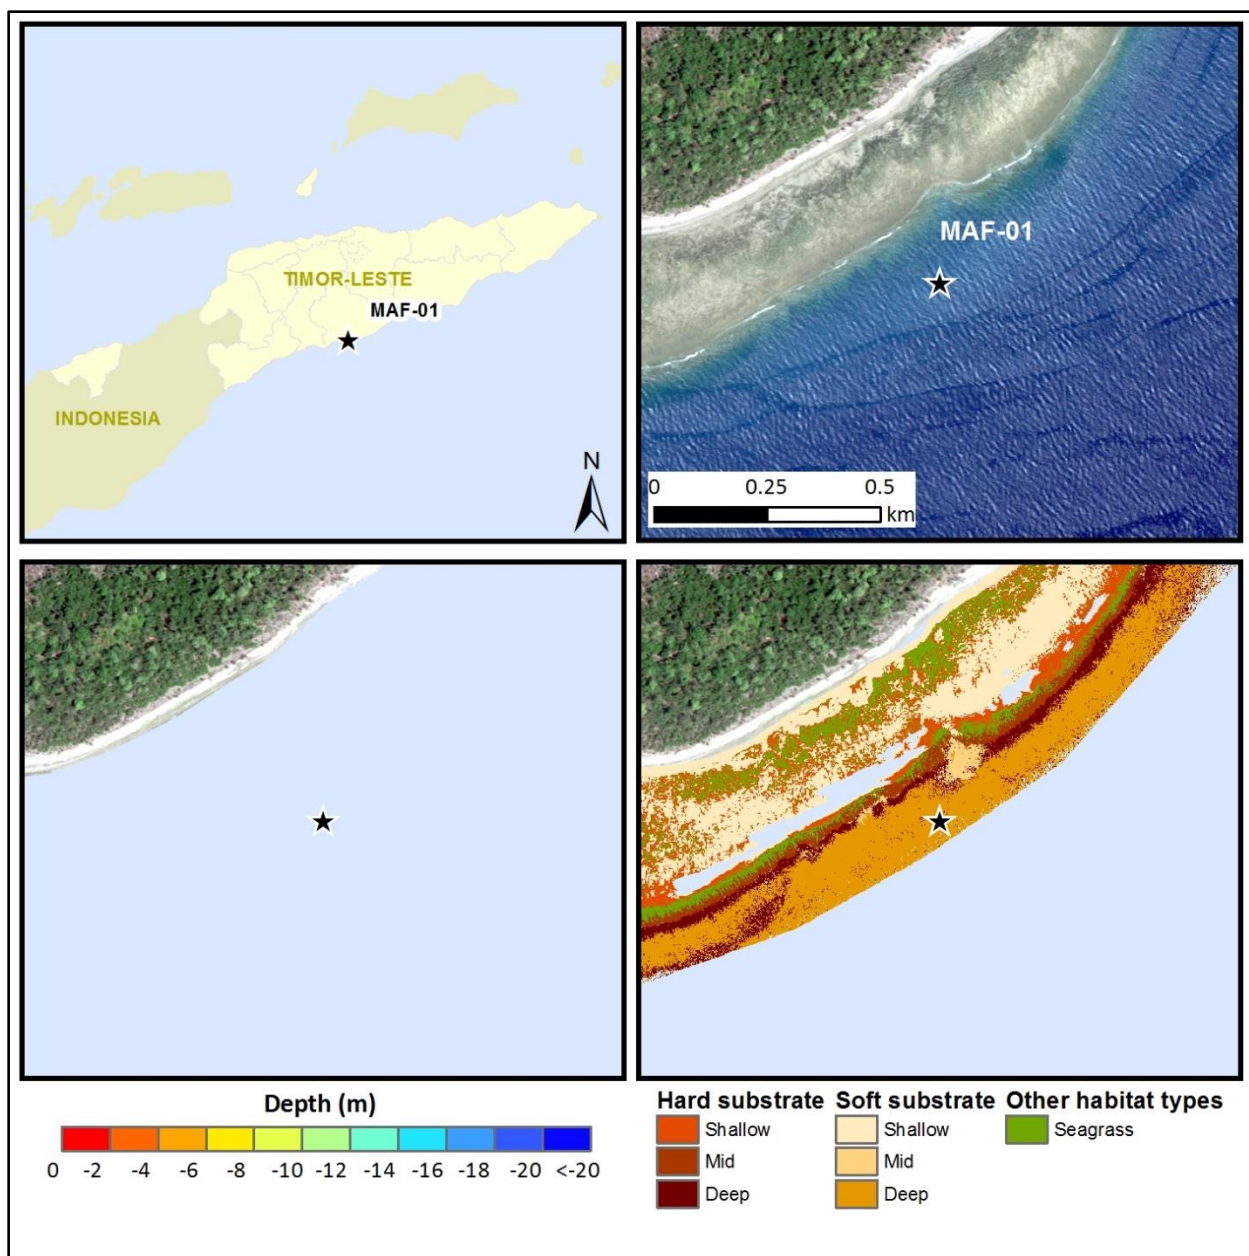 TIMOR-LESTE
MAF-01
INDONESIA
N
MAF-01
0 0.25 0.5
km
Depth (m)
0 -2 -4 -6 -8 -10 -12 -14 -16 -18 -20 <-20
Hard substrate Soft substrate Other habitat types
Shallow Shallow Seagrass
Mid Mid
Deep Deep